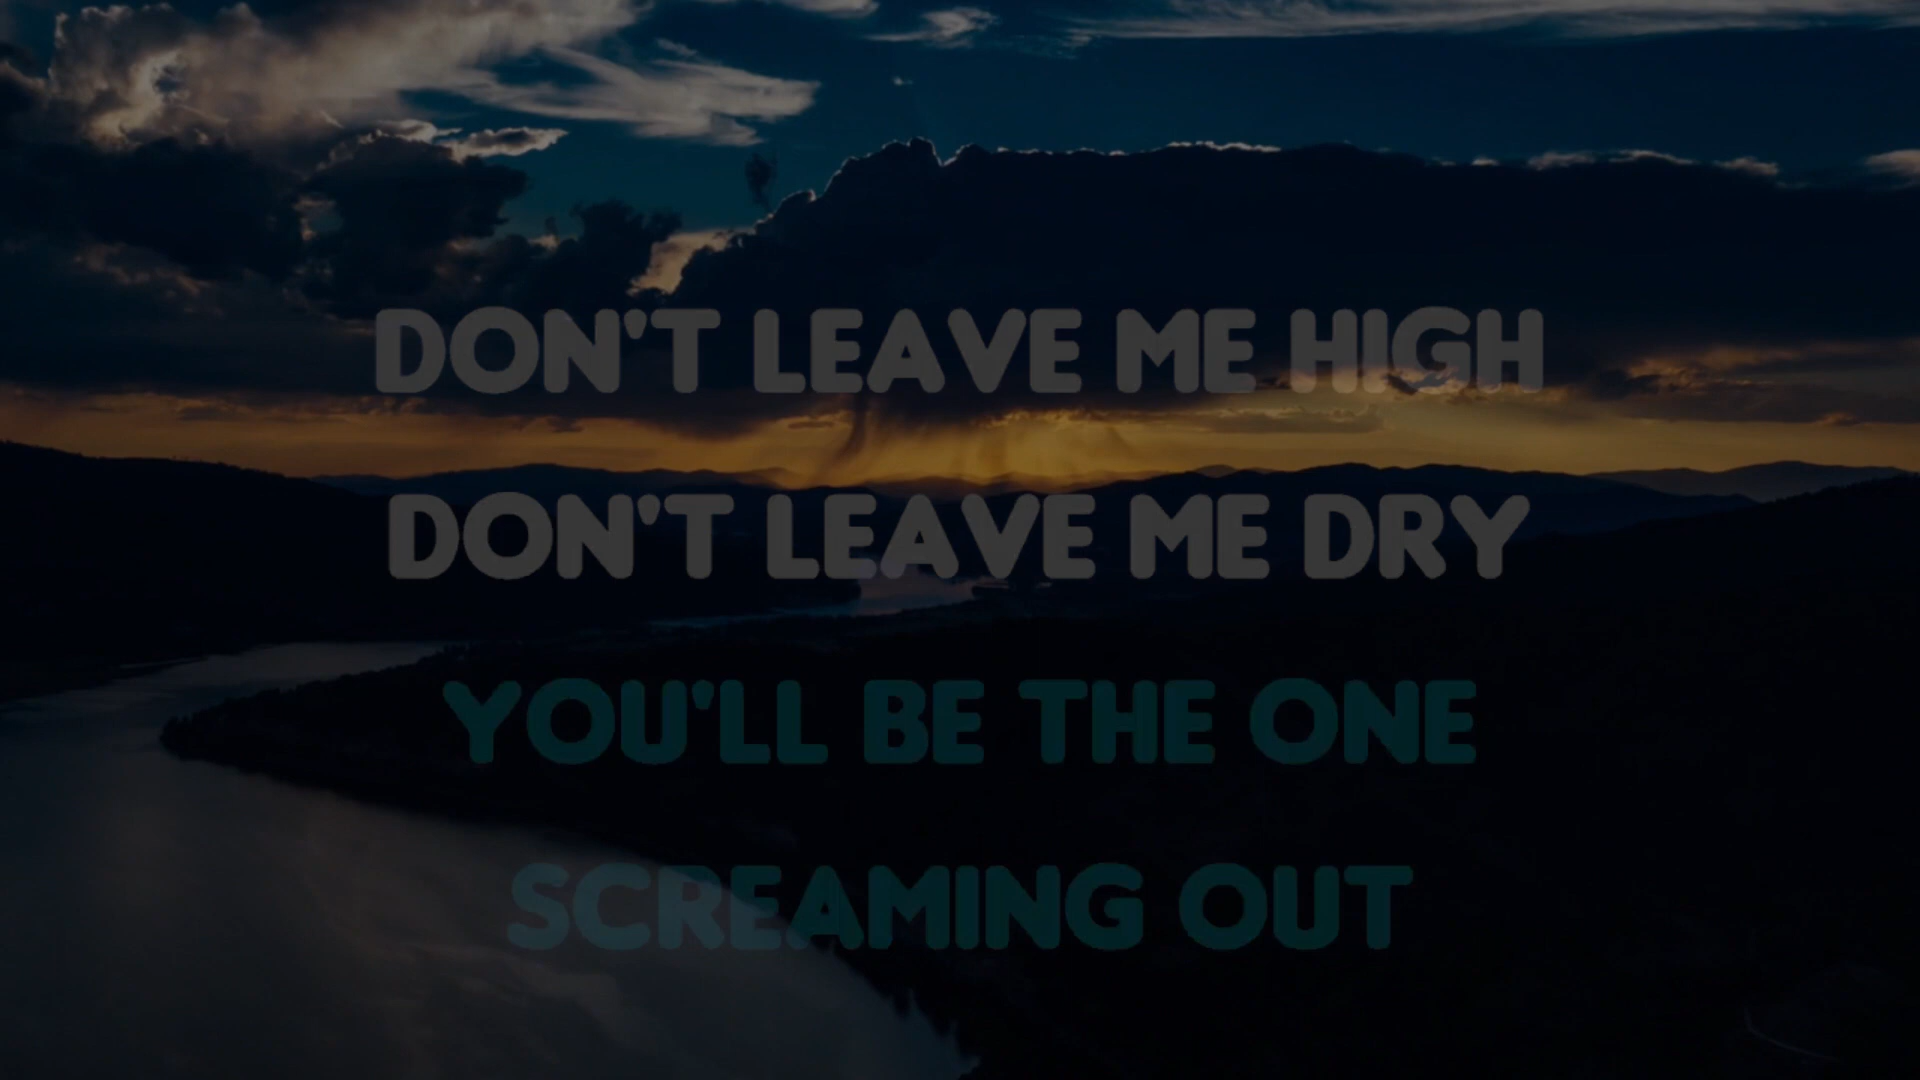 DON'T LEAVE ME HIGH
DON'T LEAVE ME DRY
YOU'LL BE THE ONE
SCREAMING OUT